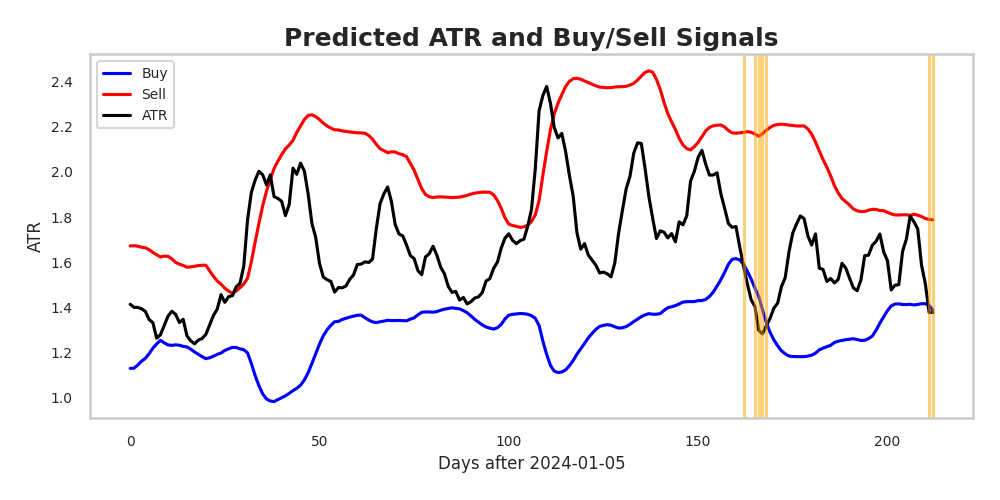 Predicted ATR and Buy/Sell Signals
Buy
Sell
ATR
ATR
2.4
2.2
2.0
1.8
1.6
1.4
1.2
1.0
0 50 100 150 200
Days after 2024-01-05